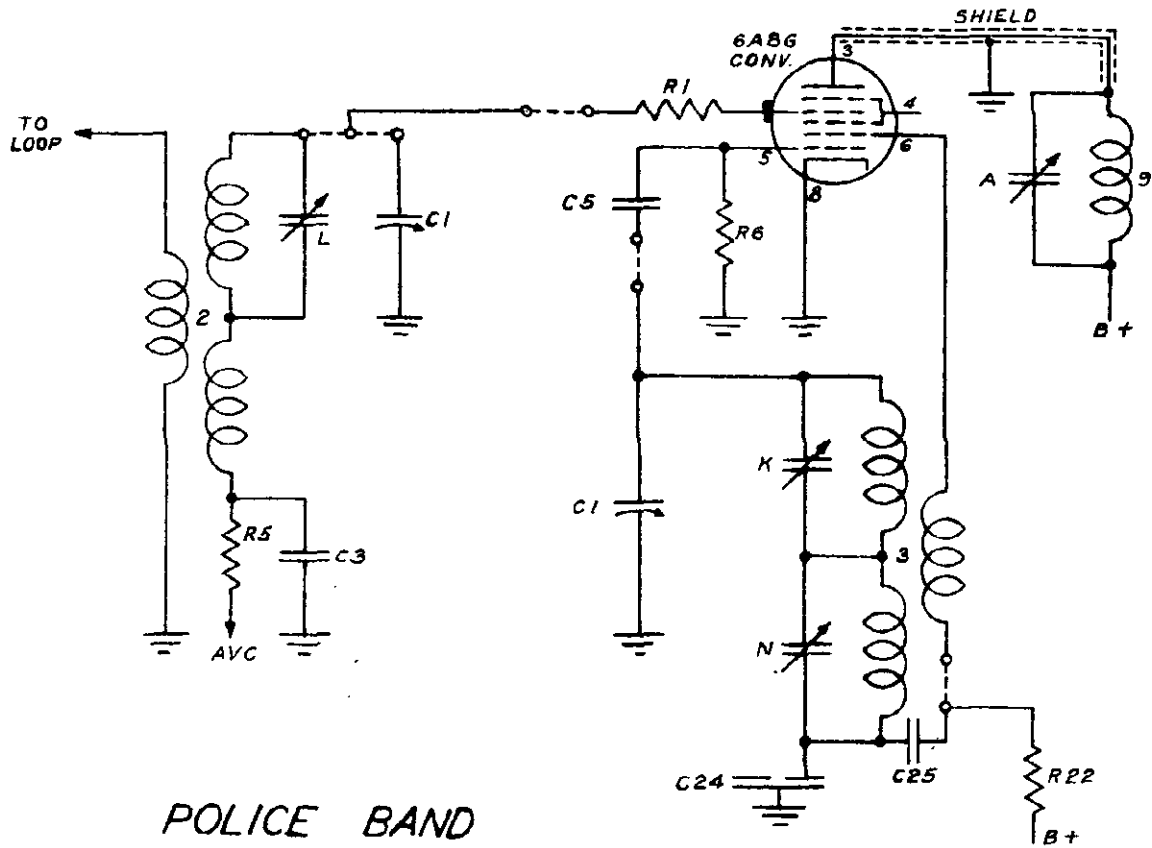 SHIELD
6A8G
CONV.
3
R1
4
TO
LOOP
5
6
A
9
C5
L
C1
8
R6
2
B+
K
C1
R5
C3
3
N
AVC
C25
C24
R22
B+
POLICE BAND